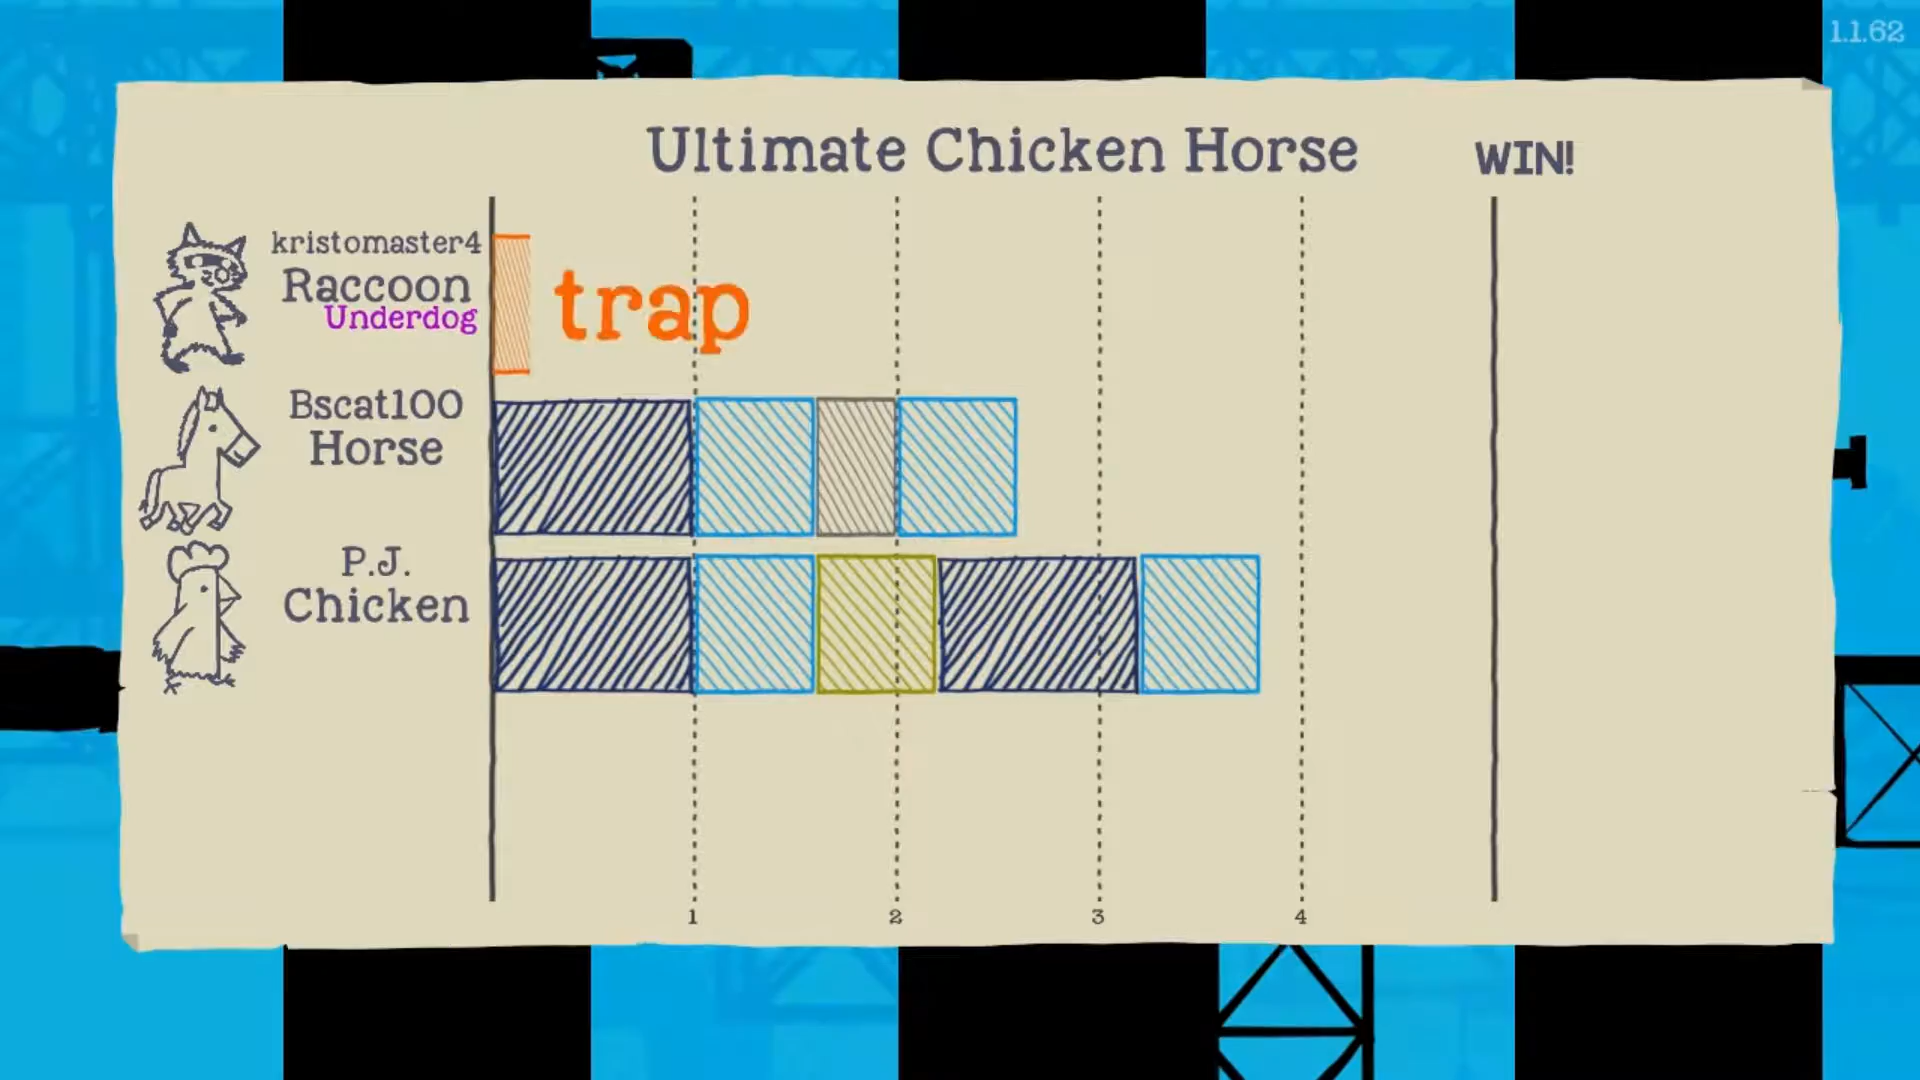 1.1.62
Ultimate Chicken Horse
WIN!
kristomaster4
Raccoon
Underdog
trap
Bscat100
Horse
P.J.
Chicken
1 2 3 4